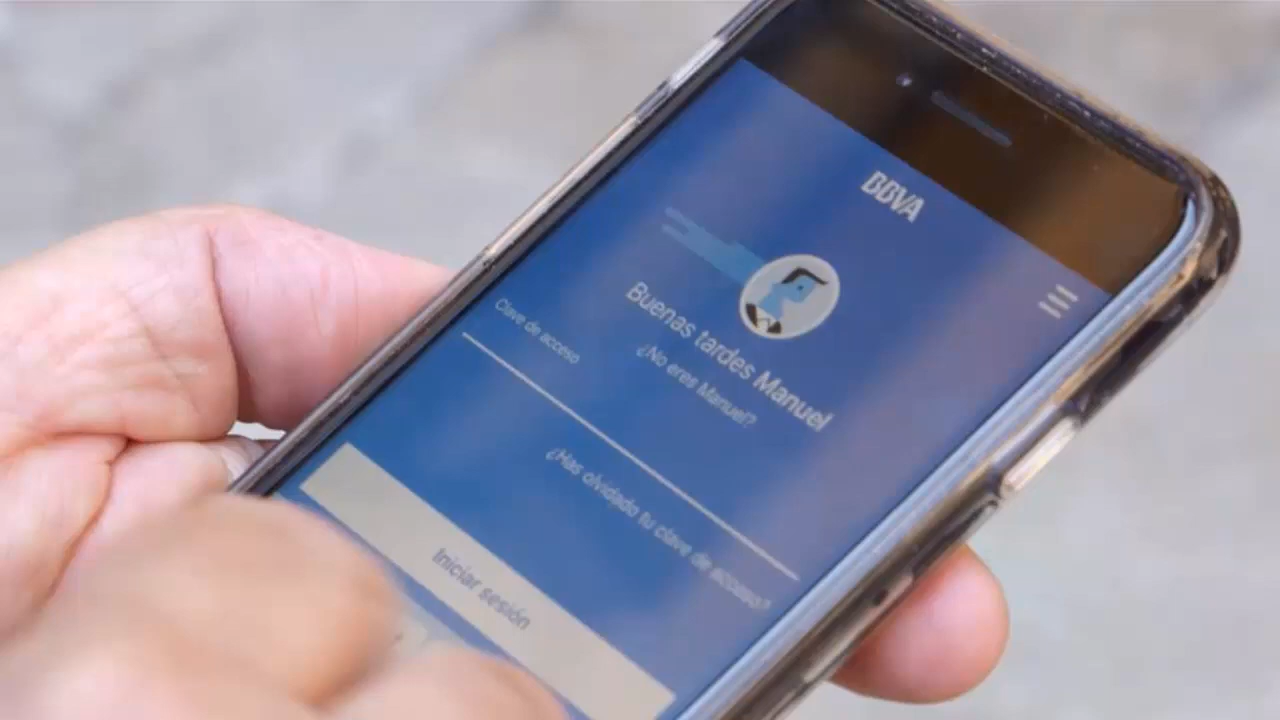 BBVA
Buenas tardes Manuel
¿No eres Manuel?
Clave de acceso
¿Has olvidado tu clave de acceso?
Iniciar sesión